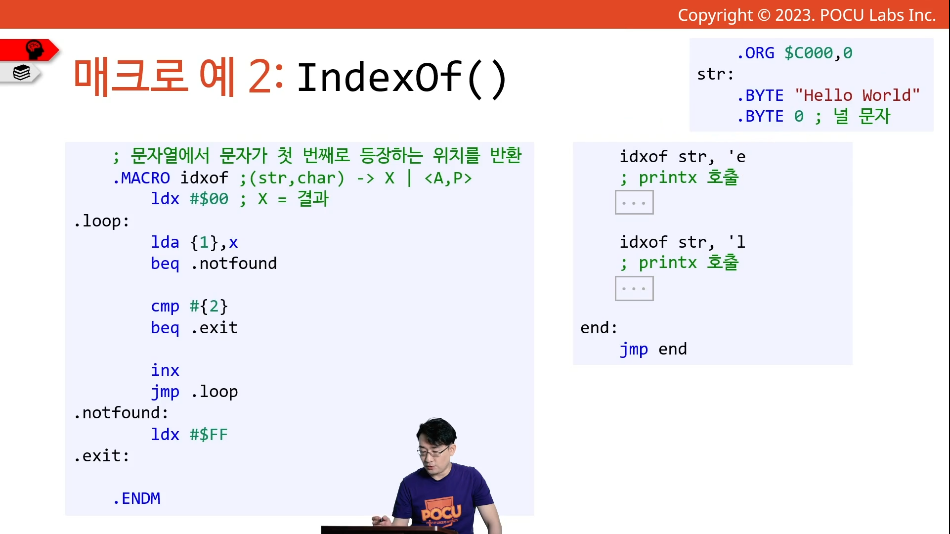 Copyright © 2023. POCU Labs Inc.
매크로 예 2: IndexOf()
.ORG $C000,0
str:
.BYTE "Hello World"
.BYTE 0 ; 널 문자
; 문자열에서 문자가 첫 번째로 등장하는 위치를 반환
.MACRO idxof ;(str,char) -> X | <A,P>
ldx #$00 ; X = 결과
.loop:
lda {1},x
beq .notfound
cmp #{2}
beq .exit
inx
jmp .loop
.notfound:
ldx #$FF
.exit:
.ENDM
idxof str, 'e
; printx 호출
...
idxof str, 'l
; printx 호출
...
end:
jmp end
POCU